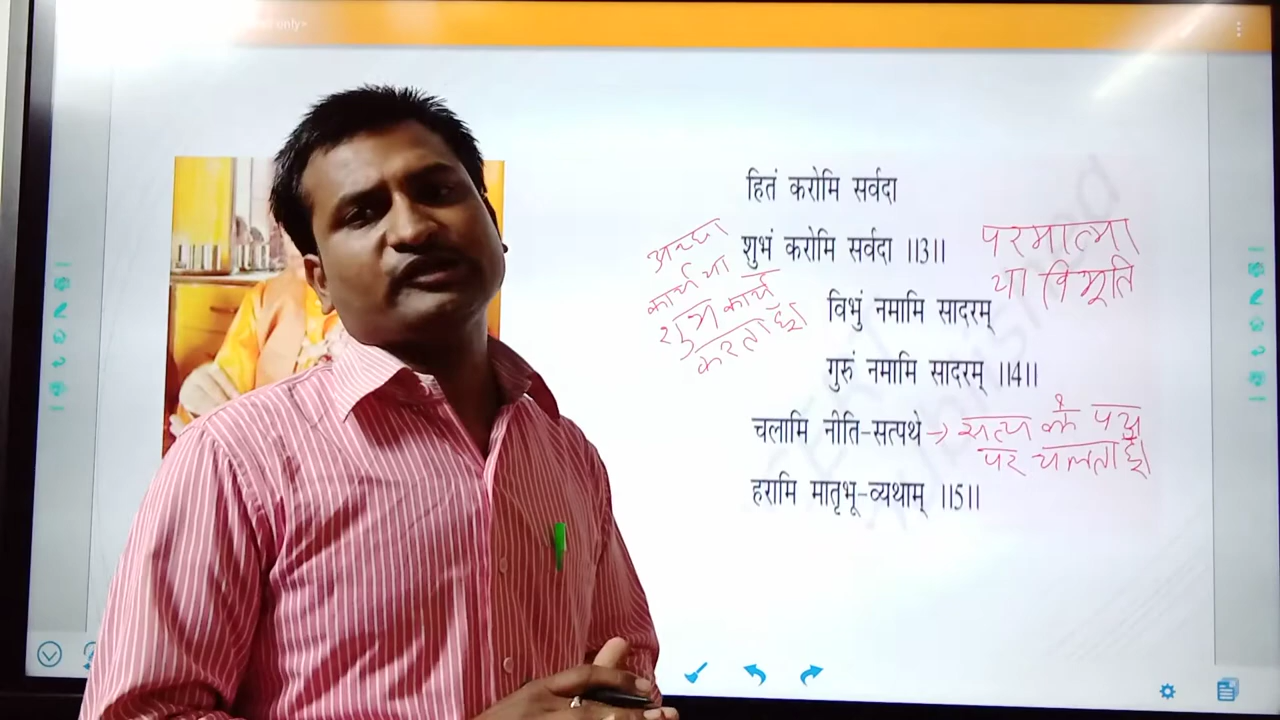 only>
हितं करोमि सर्वदा
शुभं करोमि सर्वदा ।।3।।
अच्छा
कार्य या
शुभ कार्य
करता हूँ।
परमात्मा
या विभूति
विभुं नमामि सादरम्
गुरुं नमामि सादरम् ।।4।।
चलामि नीति-सत्पथे → सत्य के पथ
पर चलता हूँ।
हरामि मातृभू-व्यथाम् ।।5।।